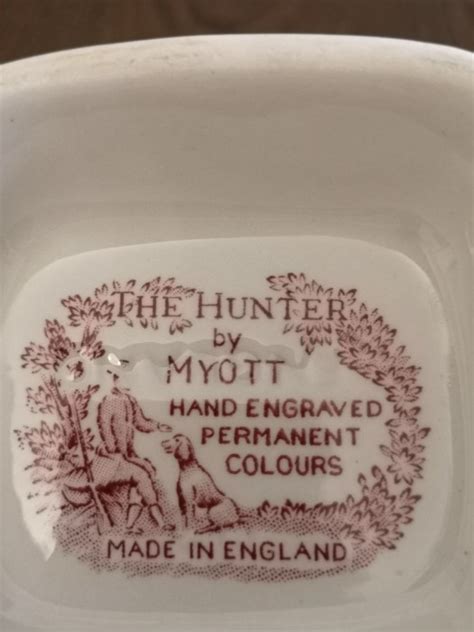 THE HUNTER
by
MYOTT
HAND ENGRAVED
PERMANENT
COLOURS
MADE IN ENGLAND